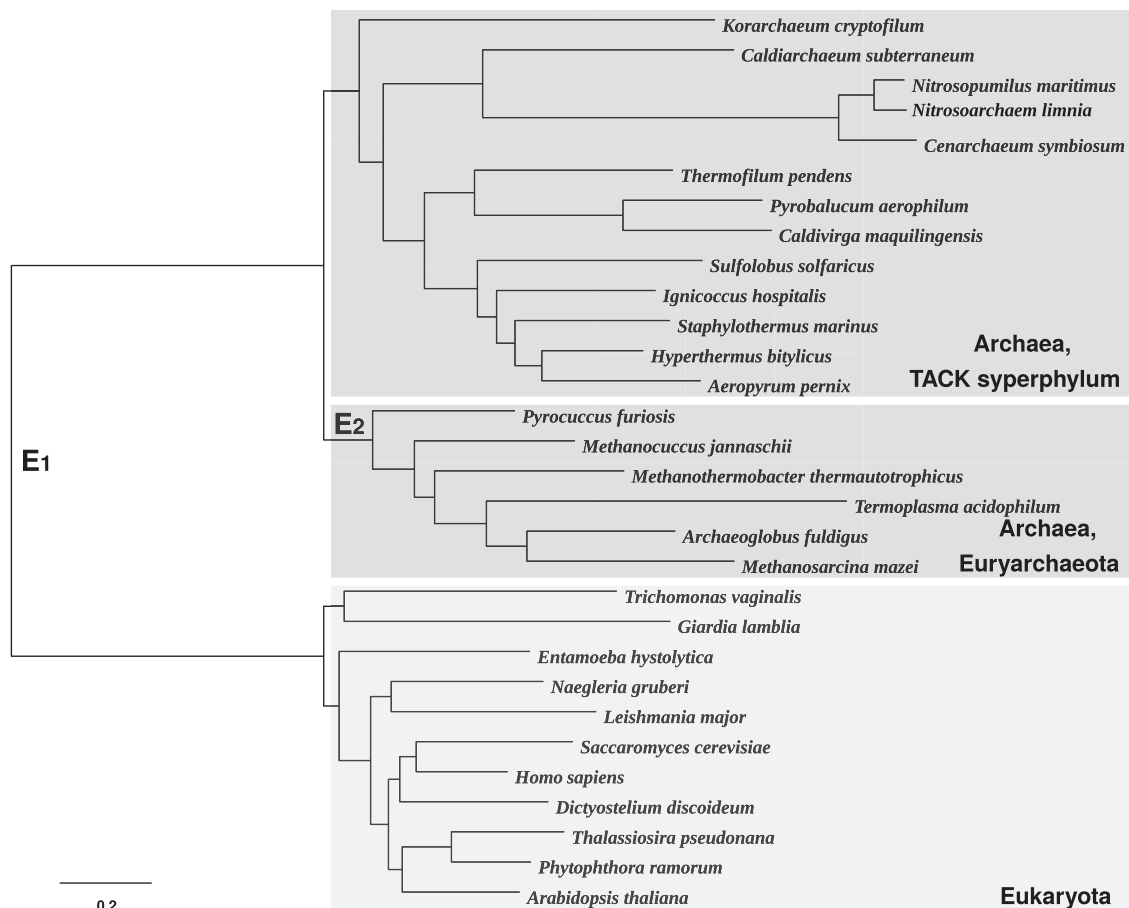 Korarchaeum cryptofilum
Caldiarchaeum subterraneum
Nitrosopumilus maritimus
Nitrosoarchaem limnia
Cenarchaeum symbiosum
Thermofilum pendens
Pyrobalucum aerophilum
Caldivirga maquilingensis
Sulfolobus solfaricus
Ignicoccus hospitalis
Staphylothermus marinus
Hyperthermus bitylicus
Aeropyrum pernix
Archaea,
TACK syperphylum
E2
Pyrocuccus furiosis
Methanocuccus jannaschii
E1
Methanothermobacter thermautotrophicus
Termoplasma acidophilum
Archaeoglobus fuldigus
Methanosarcina mazei
Archaea,
Euryarchaeota
Trichomonas vaginalis
Giardia lamblia
Entamoeba hystolytica
Naegleria gruberi
Leishmania major
Saccaromyces cerevisiae
Homo sapiens
Dictyostelium discoideum
Thalassiosira pseudonana
Phytophthora ramorum
Arabidopsis thaliana
Eukaryota
0.2